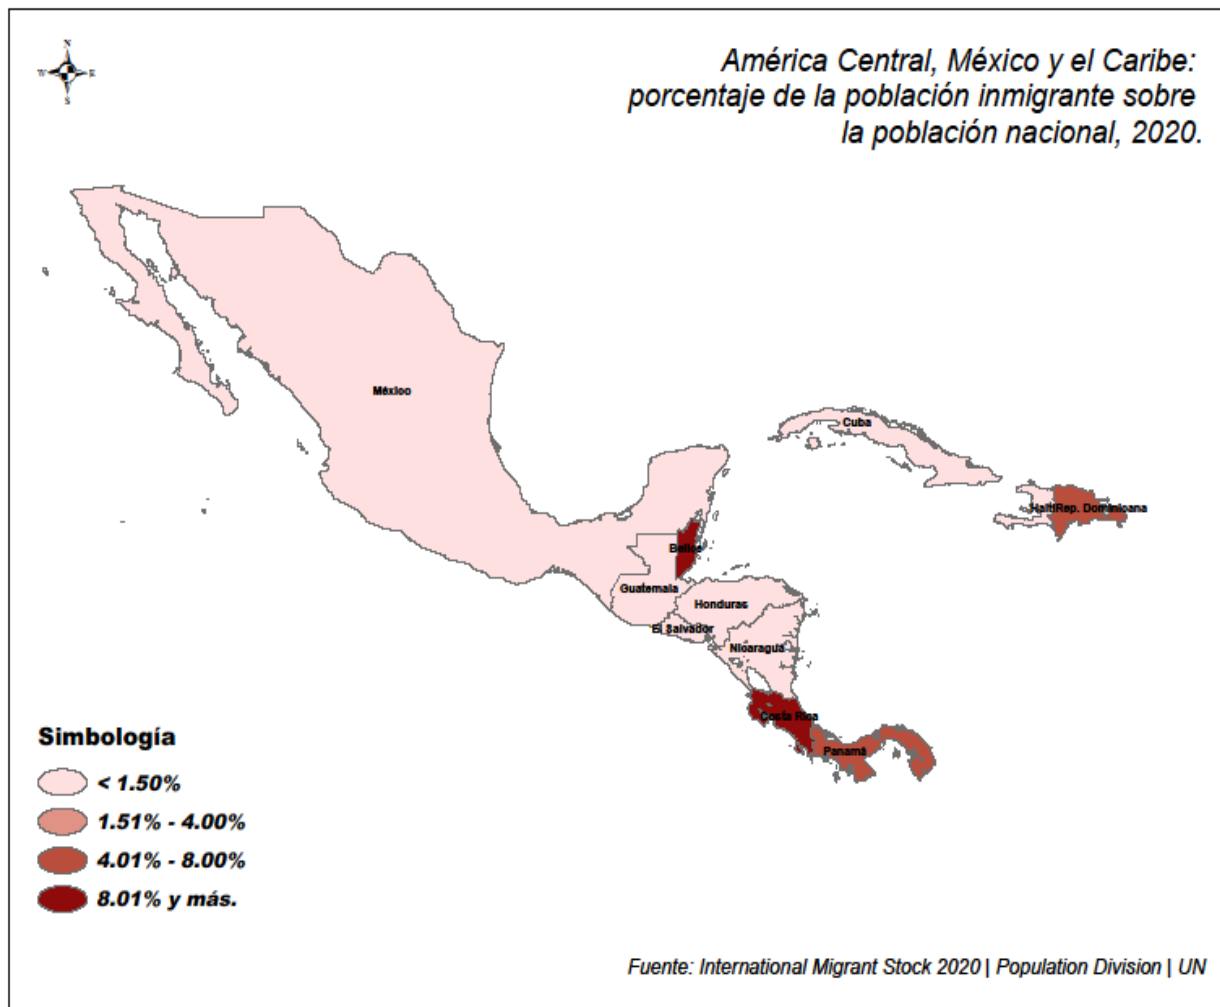 N
W E
S
América Central, México y el Caribe:
porcentaje de la población inmigrante sobre
la población nacional, 2020.
México
Cuba
Haití Rep. Dominicana
Belice
Guatemala
Honduras
El Salvador
Nicaragua
Costa Rica
Panamá
Simbología
< 1.50%
1.51% - 4.00%
4.01% - 8.00%
8.01% y más.
Fuente: International Migrant Stock 2020 | Population Division | UN